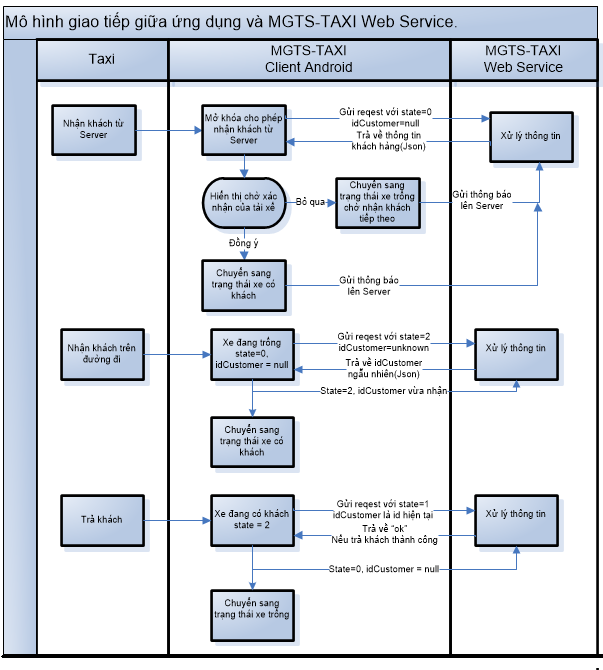 Mô hình giao tiếp giữa ứng dụng và MGTS-TAXI Web Service.
Taxi
MGTS-TAXI
Client Android
MGTS-TAXI
Web Service
Nhận khách từ
Server
Mở khóa cho phép
nhận khách từ
Server
Gửi reqest với state=0
idCustomer=null
Trả về thông tin
khách hàng(Json)
Xử lý thông tin
Hiển thị chờ xác
nhận của tài xế
Bỏ qua
Chuyển sang
trạng thái xe trống
chờ nhận khách
tiếp theo
Gửi thông báo
lên Server
Đồng ý
Chuyển sang
trạng thái xe có
khách
Gửi thông báo
lên Server
Nhận khách trên
đường đi
Xe đang trống
state=0,
idCustomer = null
Gửi reqest với state=2
idCustomer=unknown
Trả về idCustomer
ngẫu nhiên(Json)
Xử lý thông tin
State=2, idCustomer vừa nhận
Chuyển sang
trạng thái xe có
khách
Trả khách
Xe đang có khách
state = 2
Gửi reqest với state=1
idCustomer là id hiện tại
Trả về "ok"
Nếu trả khách thành công
Xử lý thông tin
State=0, idCustomer = null
Chuyển sang
trạng thái xe trống